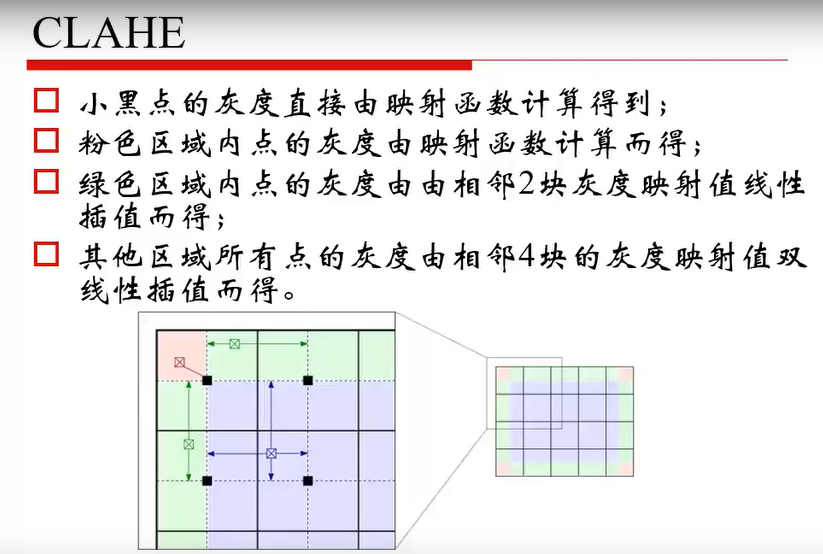 CLAHE
小黑点的灰度直接由映射函数计算得到；
粉色区域内点的灰度由映射函数计算而得；
绿色区域内点的灰度由由相邻2块灰度映射值线性
插值而得；
其他区域所有点的灰度由相邻4块的灰度映射值双
线性插值而得。